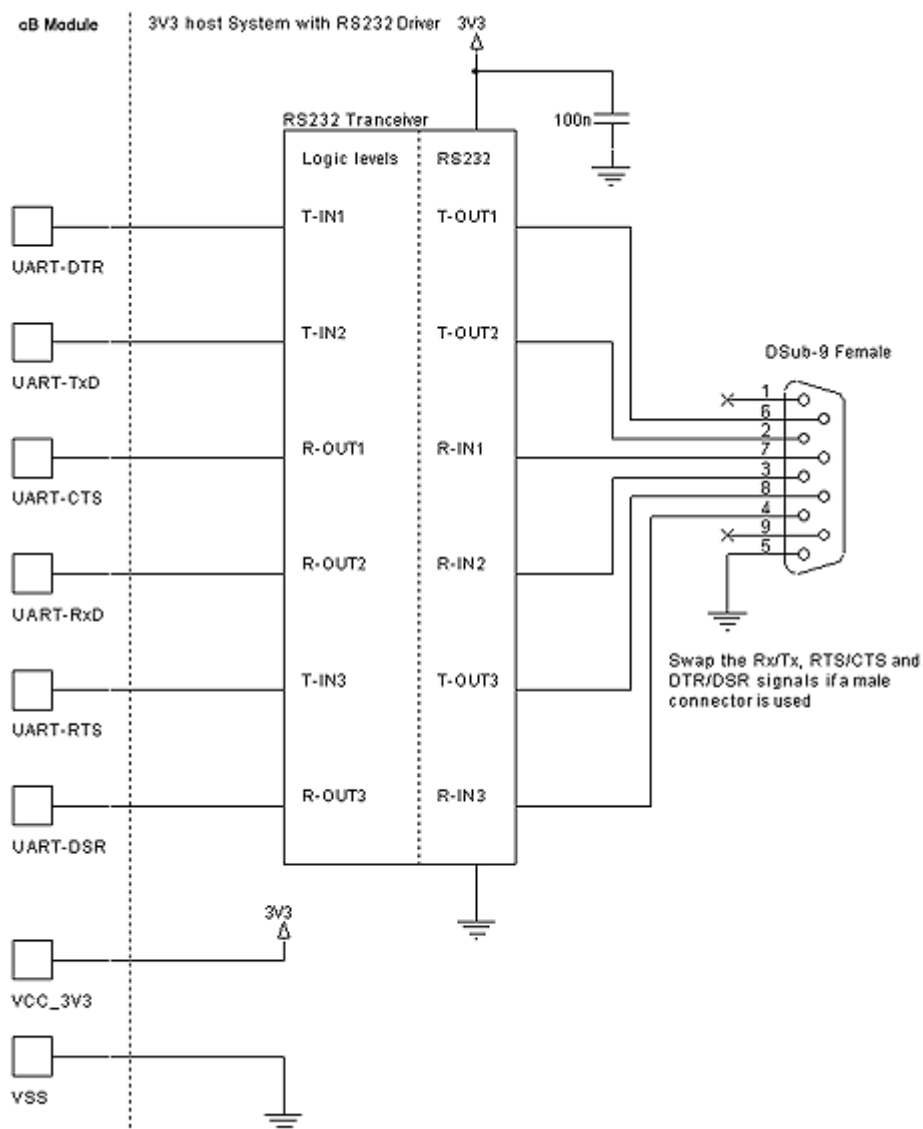 cB Module
3V3 host System with RS232 Driver
3V3
RS232 Tranceiver
100n
Logic levels
RS232
T-IN1
T-OUT1
UART-DTR
T-IN2
T-OUT2
UART-TxD
DSub-9 Female
1
6
2
7
3
8
4
9
5
R-OUT1
R-IN1
UART-CTS
R-OUT2
R-IN2
UART-RxD
Swap the Rx/Tx, RTS/CTS and
DTR/DSR signals if a male
connector is used
T-IN3
T-OUT3
UART-RTS
R-OUT3
R-IN3
UART-DSR
3V3
VCC_3V3
VSS